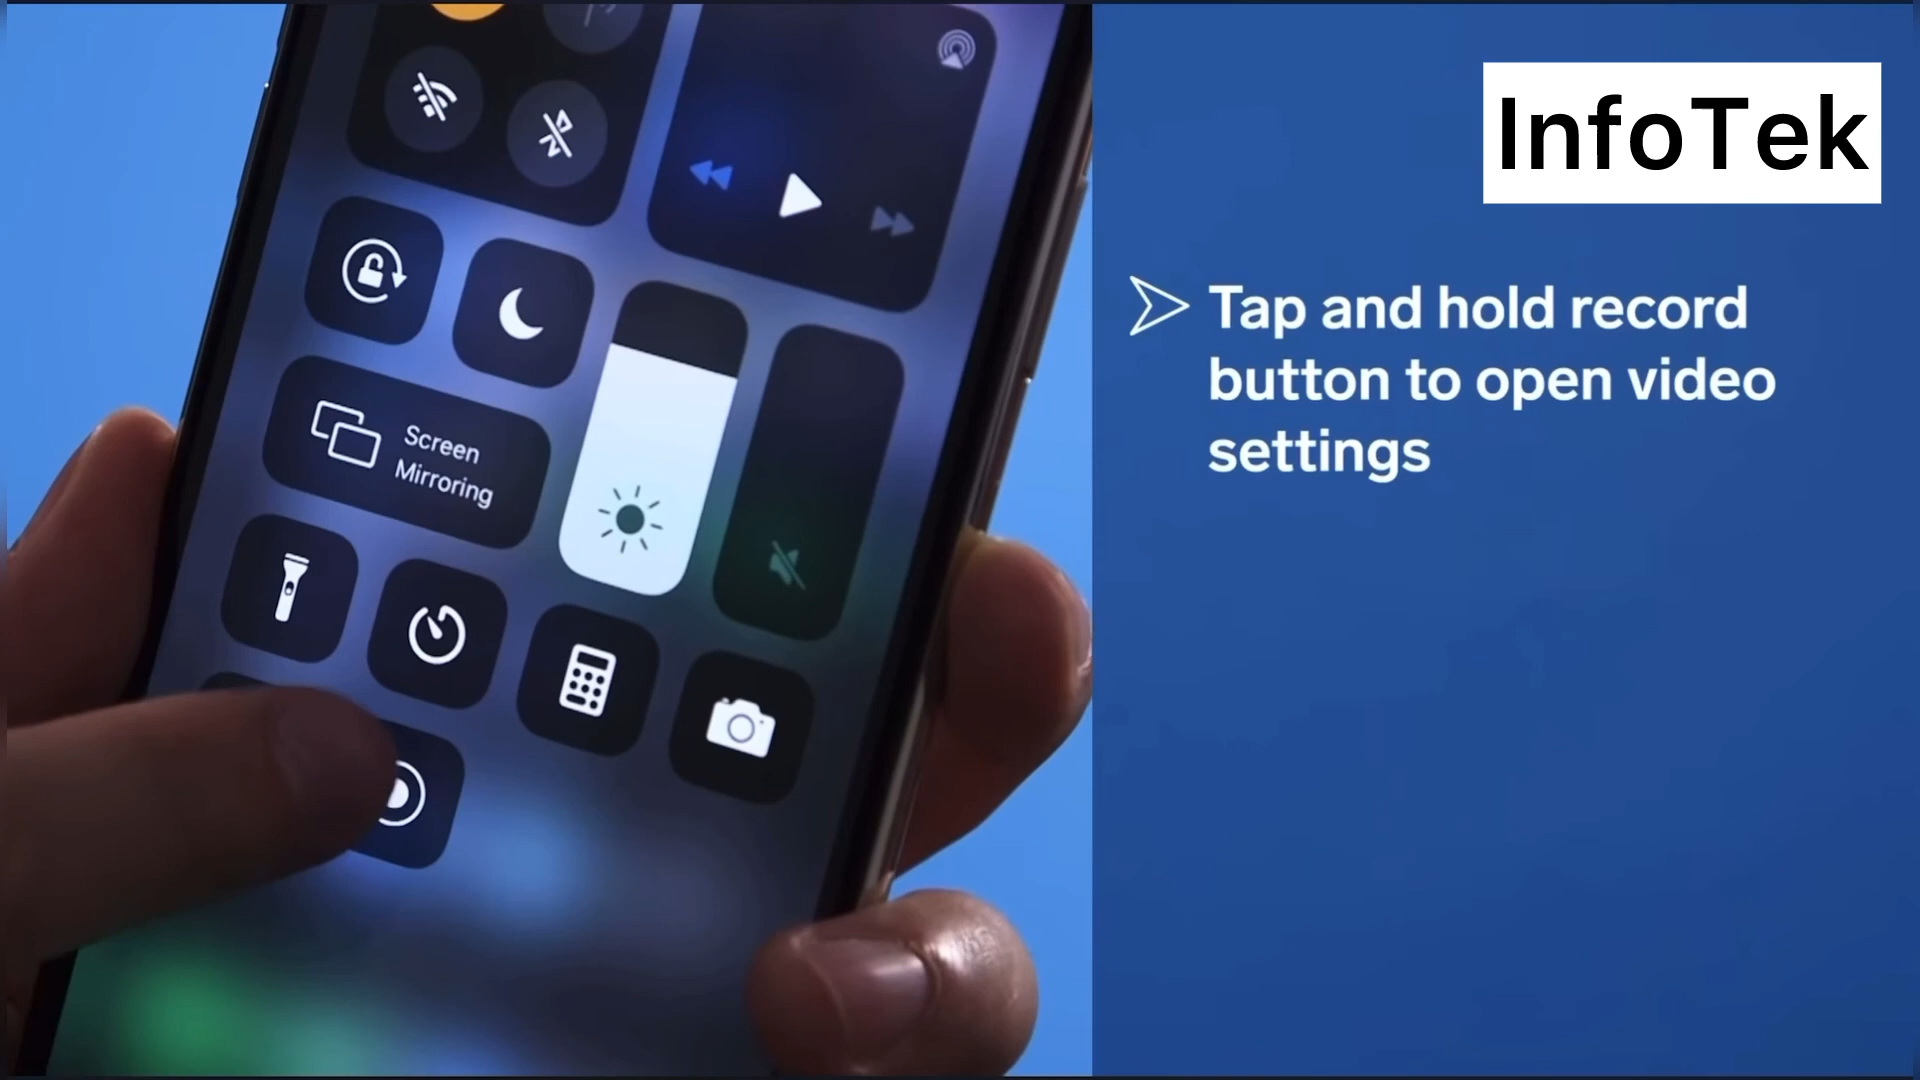 InfoTek
Tap and hold record
button to open video
settings
Screen
Mirroring